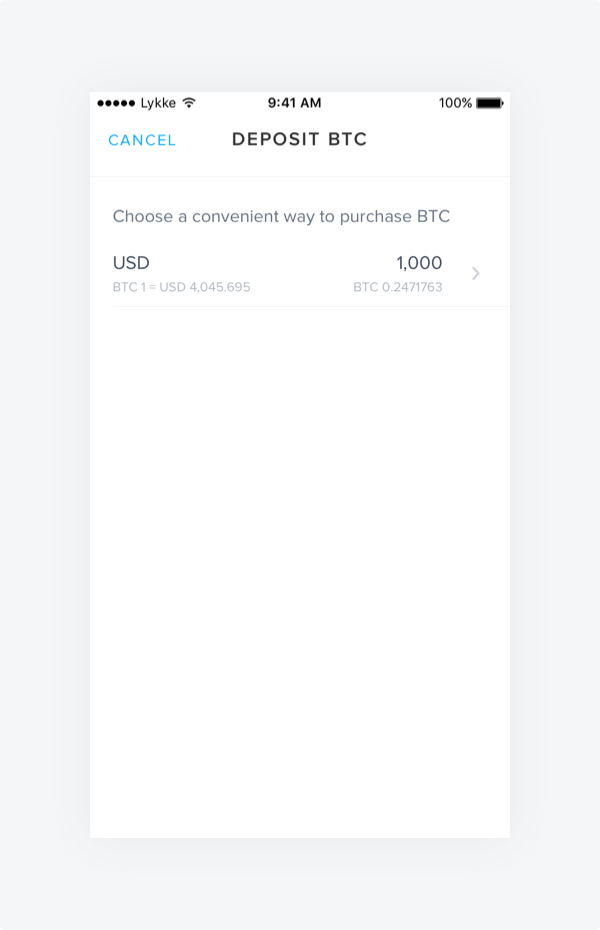 Lykke 9:41 AM 100%
CANCEL DEPOSIT BTC
Choose a convenient way to purchase BTC
USD 1,000
BTC 1 = USD 4,045.695 BTC 0.2471763